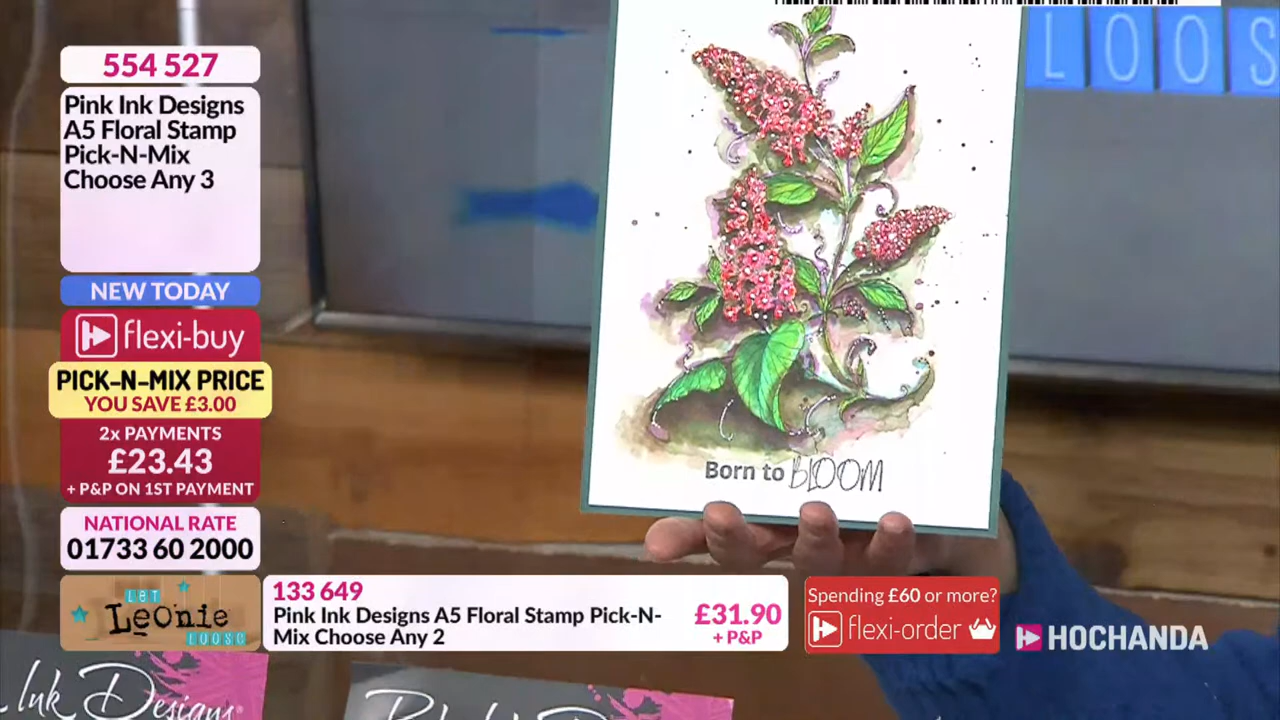 554 527
Pink Ink Designs
A5 Floral Stamp
Pick-N-Mix
Choose Any 3
NEW TODAY
flexi-buy
PICK-N-MIX PRICE
YOU SAVE £3.00
2x PAYMENTS
£23.43
+ P&P ON 1ST PAYMENT
NATIONAL RATE
01733 60 2000
LET
Leonie
LOOSE
133 649
Pink Ink Designs A5 Floral Stamp Pick-N-
Mix Choose Any 2
£31.90
+ P&P
Spending £60 or more?
flexi-order
HOCHANDA
LOOS
Born to BLOOM
Ink Designs